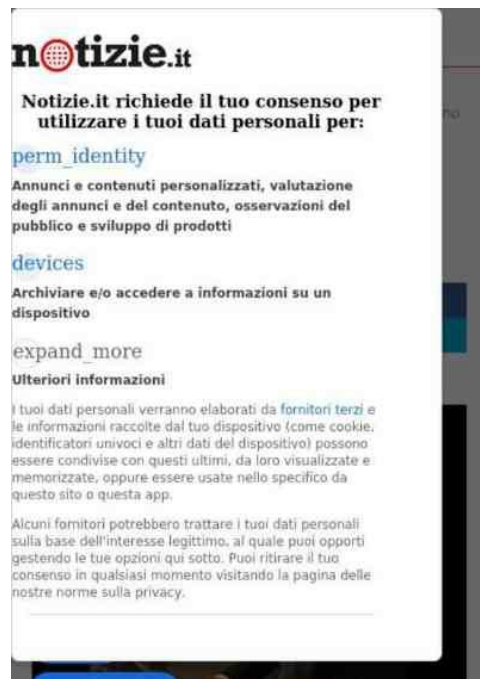 notizie.it
Notizie.it richiede il tuo consenso per
utilizzare i tuoi dati personali per:
perm_identity
Annunci e contenuti personalizzati, valutazione
degli annunci e del contenuto, osservazioni del
pubblico e sviluppo di prodotti
devices
Archiviare e/o accedere a informazioni su un
dispositivo
expand_more
Ulteriori informazioni
I tuoi dati personali verranno elaborati da fornitori terzi e
le informazioni raccolte dal tuo dispositivo (come cookie,
identificatori univoci e altri dati del dispositivo) possono
essere condivise con questi ultimi, da loro visualizzate e
memorizzate, oppure essere usate nello specifico da
questo sito o questa app.
Alcuni fornitori potrebbero trattare i tuoi dati personali
sulla base dell'interesse legittimo, al quale puoi opporti
gestendo le tue opzioni qui sotto. Puoi ritirare il tuo
consenso in qualsiasi momento visitando la pagina delle
nostre norme sulla privacy.